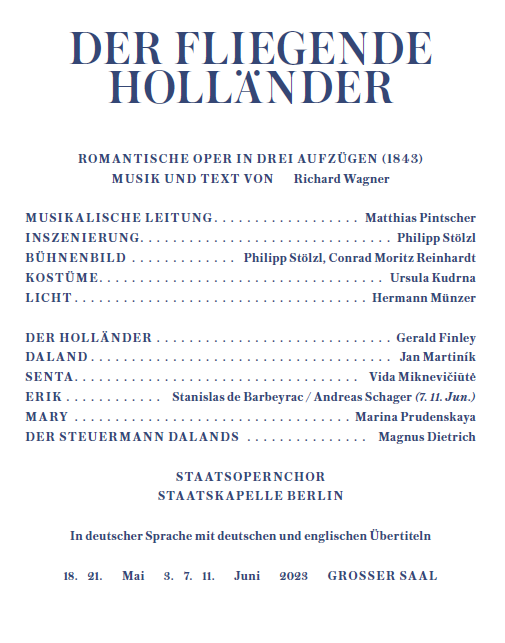 DER FLIEGENDE
HOLLÄNDER
ROMANTISCHE OPER IN DREI AUFZÜGEN (1843)
MUSIK UND TEXT VON Richard Wagner
MUSIKALISCHE LEITUNG. . . . . . . . . . . . . . . . . . Matthias Pintscher
INSZENIERUNG. . . . . . . . . . . . . . . . . . . . . . . . . . . . . . . Philipp Stölzl
BÜHNENBILD . . . . . . . . . . . . . Philipp Stölzl, Conrad Moritz Reinhardt
KOSTÜME. . . . . . . . . . . . . . . . . . . . . . . . . . . . . . . . . . . Ursula Kudrna
LICHT . . . . . . . . . . . . . . . . . . . . . . . . . . . . . . . . . . . . Hermann Münzer
DER HOLLÄNDER . . . . . . . . . . . . . . . . . . . . . . . . . . . . . Gerald Finley
DALAND . . . . . . . . . . . . . . . . . . . . . . . . . . . . . . . . . . . . . Jan Martiník
SENTA. . . . . . . . . . . . . . . . . . . . . . . . . . . . . . . . . . . Vida Miknevičiūtė
ERIK . . . . . . . . . . . . Stanislas de Barbeyrac / Andreas Schager (7. 11. Jun.)
MARY . . . . . . . . . . . . . . . . . . . . . . . . . . . . . . . . . . Marina Prudenskaya
DER STEUERMANN DALANDS . . . . . . . . . . . . . . . Magnus Dietrich
STAATSOPERNCHOR
STAATSKAPELLE BERLIN
In deutscher Sprache mit deutschen und englischen Übertiteln
18. 21. Mai 3. 7. 11. Juni 2023 GROSSER SAAL